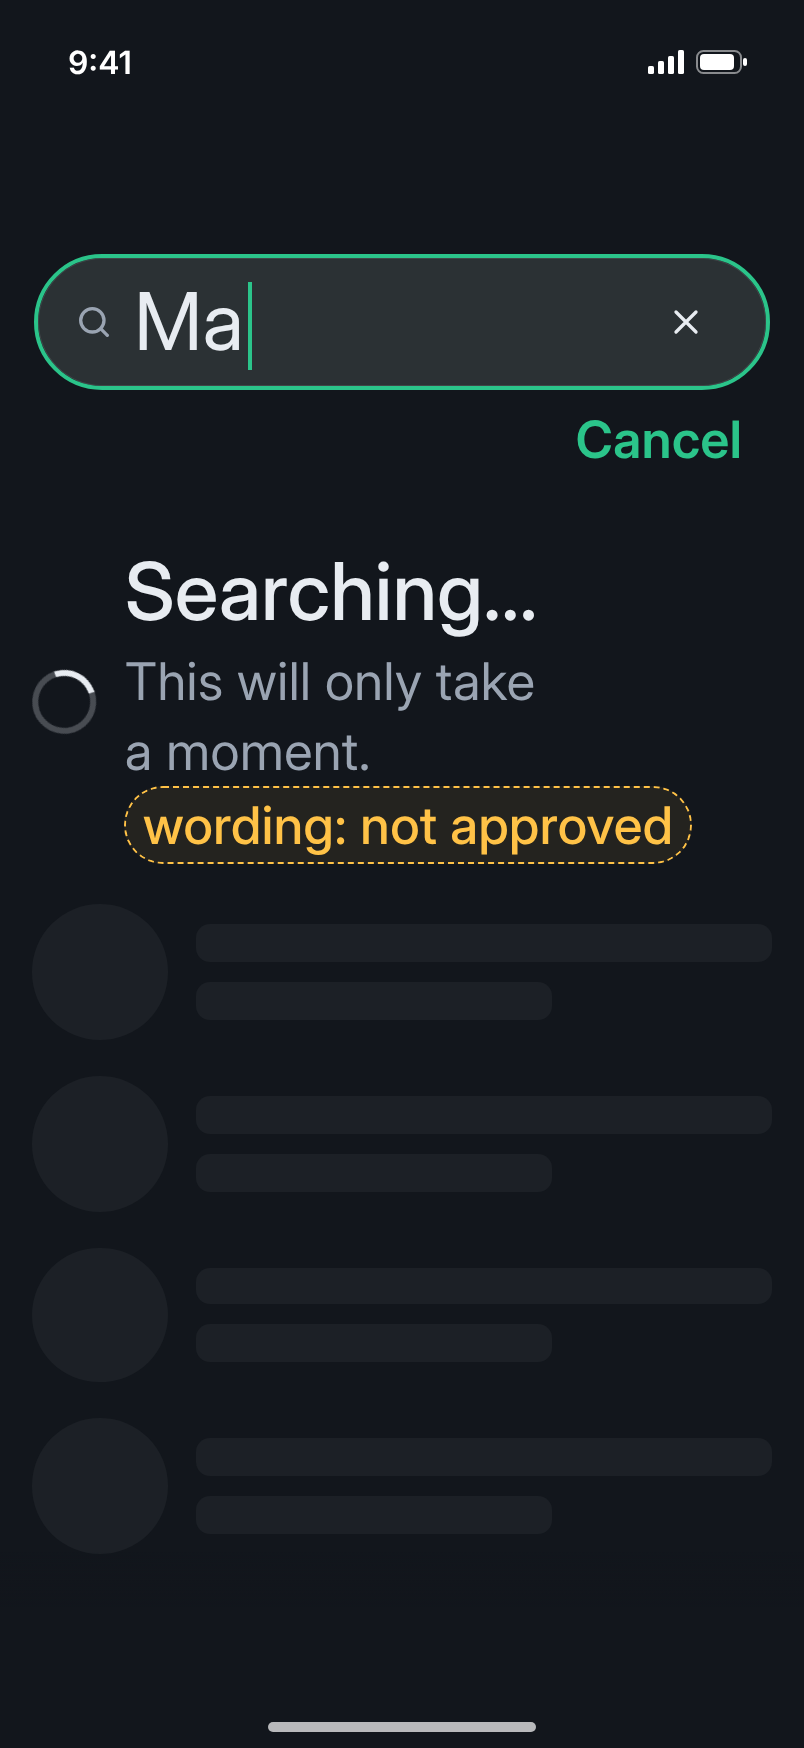 9:41
Ma
Cancel
Searching...
This will only take
a moment.
wording: not approved